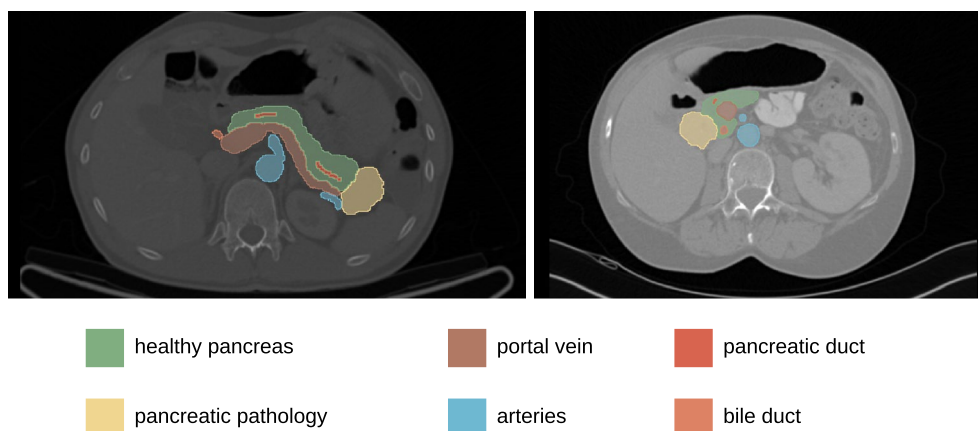 healthy pancreas
portal vein
pancreatic duct
pancreatic pathology
arteries
bile duct